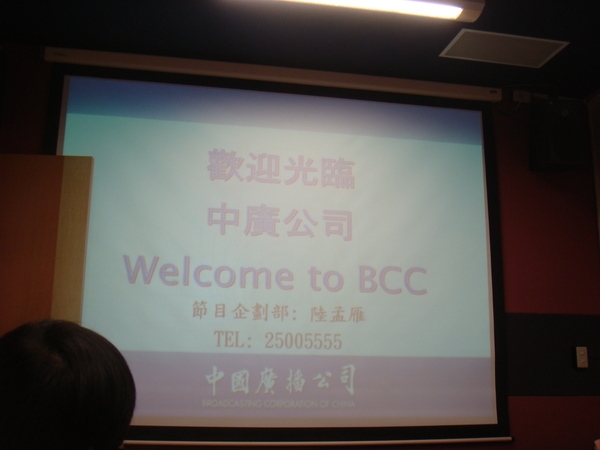 歡迎光臨
中廣公司
Welcome to BCC
節目企劃部: 陸孟雁
TEL: 25005555
中國廣播公司
BROADCASTING CORPORATION OF CHINA